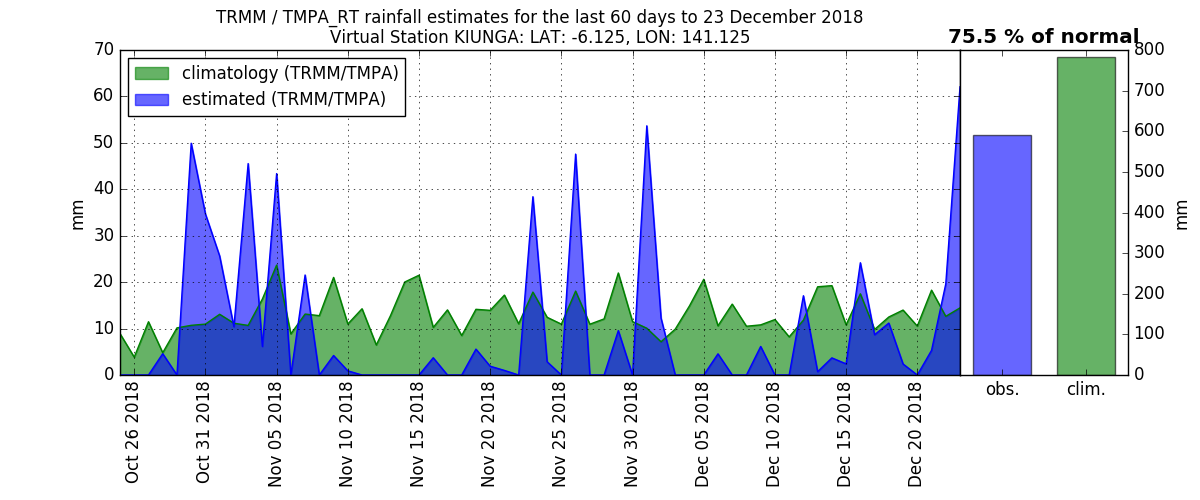 TRMM / TMPA_RT rainfall estimates for the last 60 days to 23 December 2018
Virtual Station KIUNGA: LAT: -6.125, LON: 141.125
75.5 % of normal
climatology (TRMM/TMPA)
estimated (TRMM/TMPA)
70
60
50
40
30
20
10
0
mm
800
700
600
500
400
300
200
100
0
mm
Oct 26 2018
Oct 31 2018
Nov 05 2018
Nov 10 2018
Nov 15 2018
Nov 20 2018
Nov 25 2018
Nov 30 2018
Dec 05 2018
Dec 10 2018
Dec 15 2018
Dec 20 2018
obs.
clim.